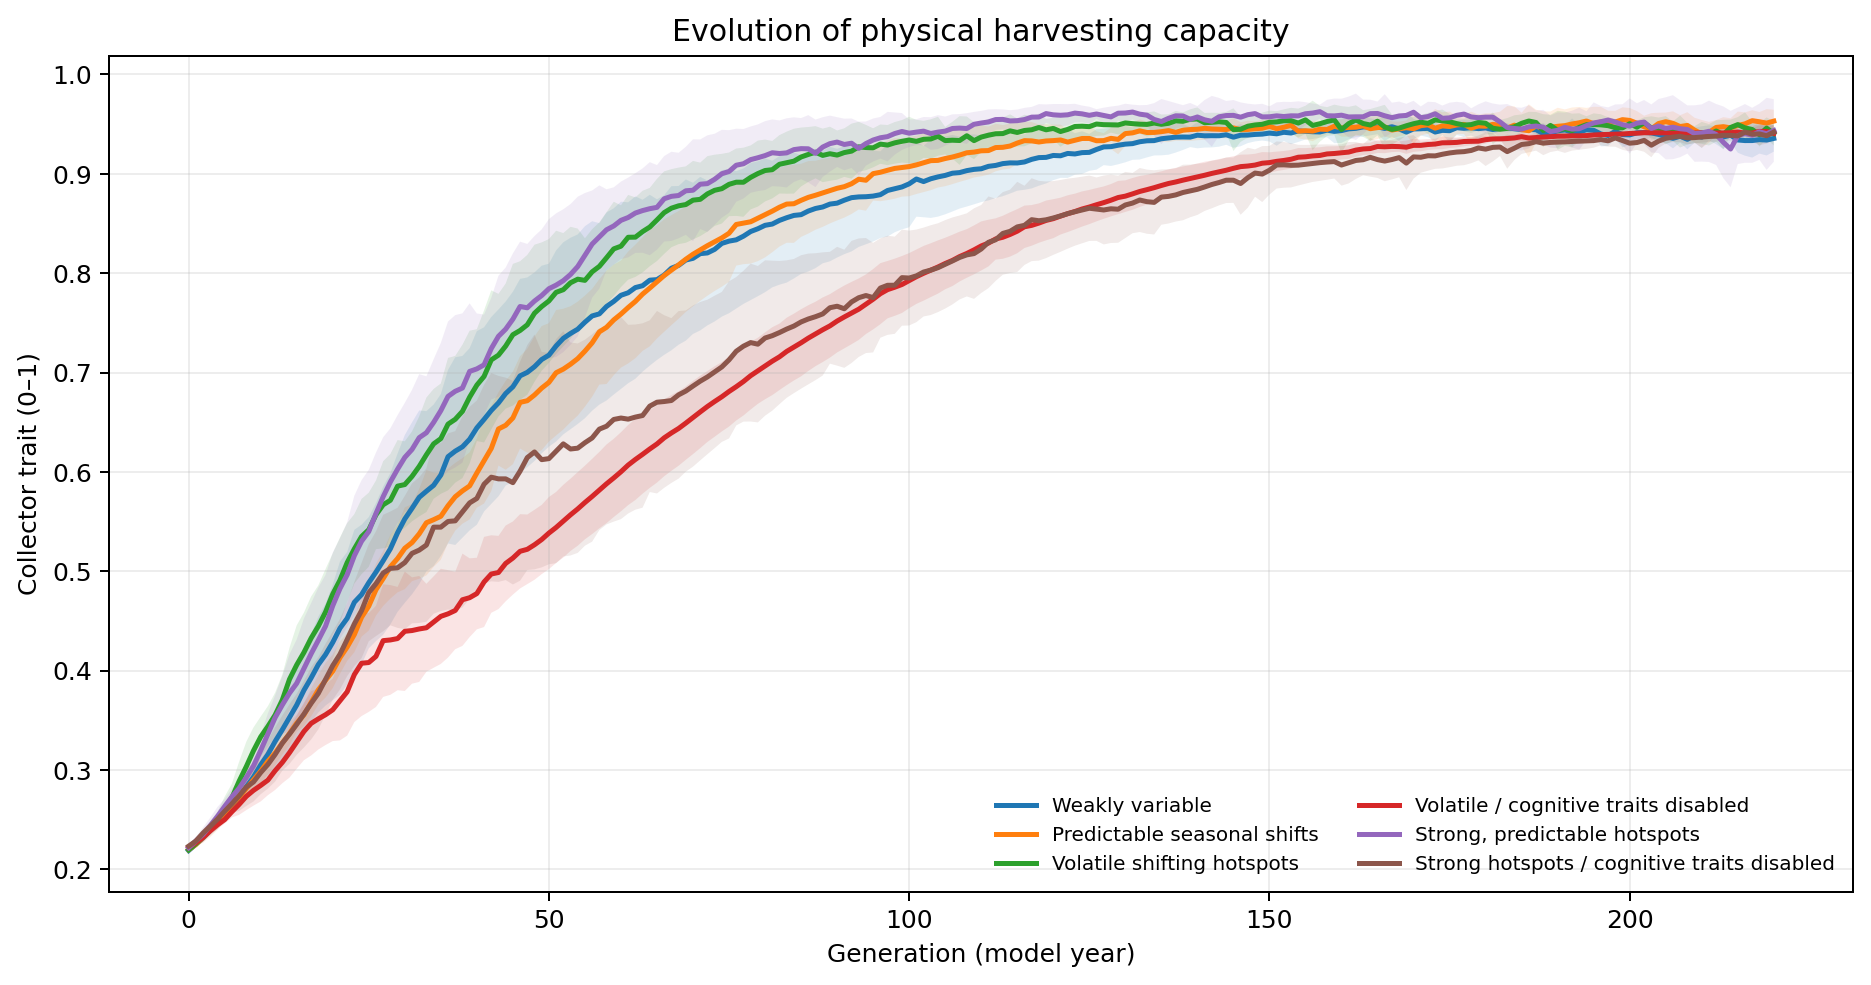 Evolution of physical harvesting capacity
Collector trait (0–1)
1.0
0.9
0.8
0.7
0.6
0.5
0.4
0.3
0.2
Weakly variable
Predictable seasonal shifts
Volatile shifting hotspots
Volatile / cognitive traits disabled
Strong, predictable hotspots
Strong hotspots / cognitive traits disabled
0
50
100
150
200
Generation (model year)